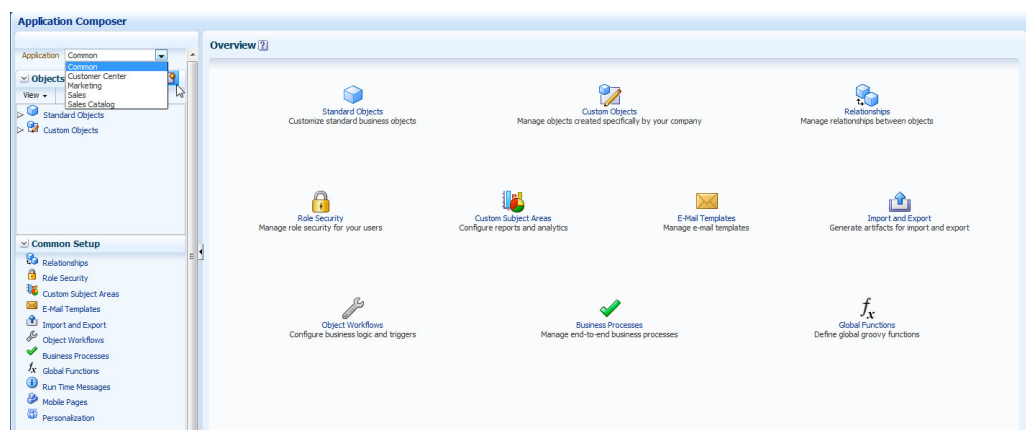 Application Composer
Application Common
Common
Customer Center
Marketing
Sales
Sales Catalog
Objects
View
Standard Objects
Custom Objects
Common Setup
Relationships
Role Security
Custom Subject Areas
E-Mail Templates
Import and Export
Object Workflows
Business Processes
Global Functions
Run Time Messages
Mobile Pages
Personalization
Overview ?
Standard Objects
Customize standard business objects
Custom Objects
Manage objects created specifically by your company
Relationships
Manage relationships between objects
Role Security
Manage role security for your users
Custom Subject Areas
Configure reports and analytics
E-Mail Templates
Manage e-mail templates
Import and Export
Generate artifacts for import and export
Object Workflows
Configure business logic and triggers
Business Processes
Manage end-to-end business processes
fx
Global Functions
Define global groovy functions